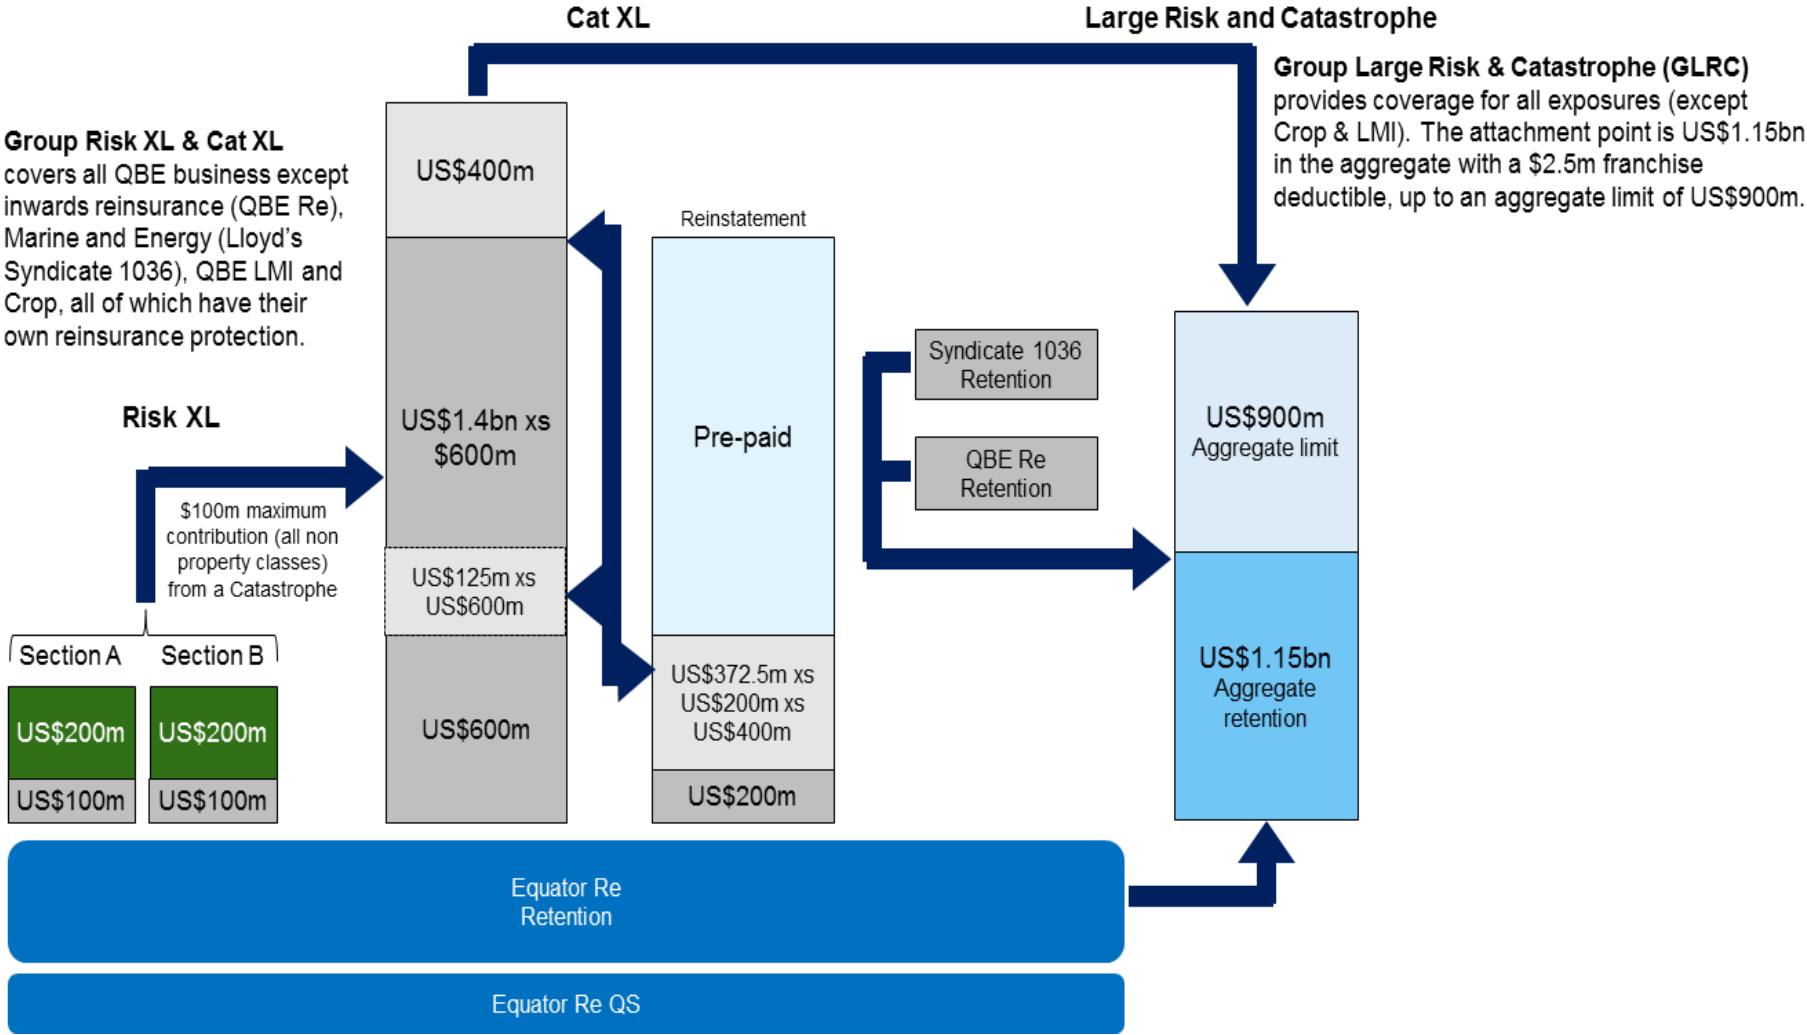 Cat XL
Large Risk and Catastrophe
Group Large Risk & Catastrophe (GLRC)
provides coverage for all exposures (except
Crop & LMI). The attachment point is US$1.15bn
in the aggregate with a $2.5m franchise
deductible, up to an aggregate limit of US$900m.
Group Risk XL & Cat XL
covers all QBE business except
inwards reinsurance (QBE Re),
Marine and Energy (Lloyd's
Syndicate 1036), QBE LMI and
Crop, all of which have their
own reinsurance protection.
Risk XL
$100m maximum
contribution (all non
property classes)
from a Catastrophe
Section A
Section B
US$200m
US$200m
US$100m
US$100m
US$400m
US$1.4bn xs
$600m
US$125m xs
US$600m
US$600m
Reinstatement
Pre-paid
US$372.5m xs
US$200m xs
US$400m
US$200m
Syndicate 1036
Retention
QBE Re
Retention
US$900m
Aggregate limit
US$1.15bn
Aggregate
retention
Equator Re
Retention
Equator Re QS